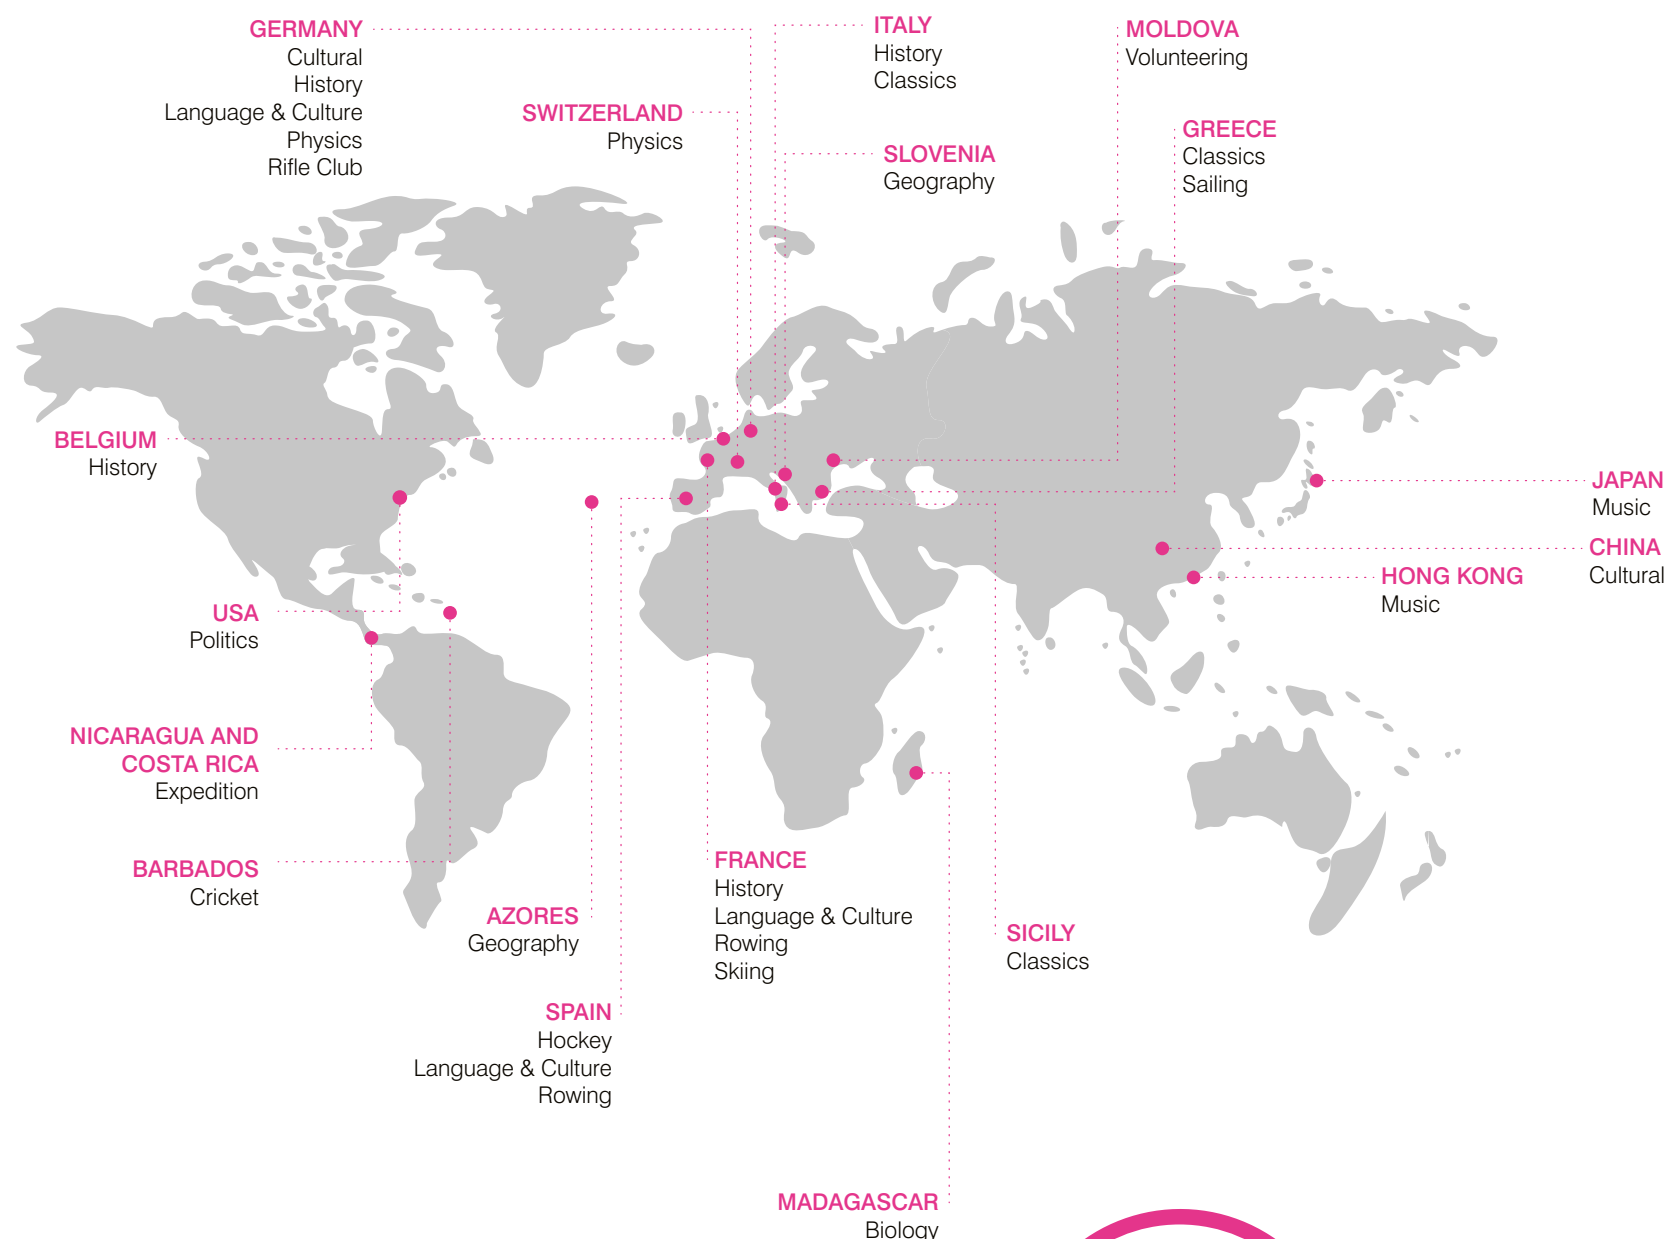 GERMANY
Cultural
History
Language & Culture
Physics
Rifle Club
SWITZERLAND
Physics
ITALY
History
Classics
SLOVENIA
Geography
MOLDOVA
Volunteering
GREECE
Classics
Sailing
BELGIUM
History
JAPAN
Music
CHINA
Cultural
HONG KONG
Music
USA
Politics
NICARAGUA AND
COSTA RICA
Expedition
BARBADOS
Cricket
AZORES
Geography
FRANCE
History
Language & Culture
Rowing
Skiing
SICILY
Classics
SPAIN
Hockey
Language & Culture
Rowing
MADAGASCAR
Biology